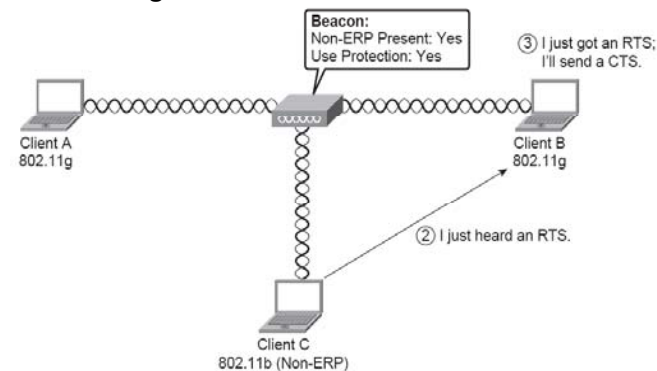 Beacon:
Non-ERP Present: Yes
Use Protection: Yes
③ I just got an RTS;
I'll send a CTS.
Client A
802.11g
Client B
802.11g
② I just heard an RTS.
Client C
802.11b (Non-ERP)